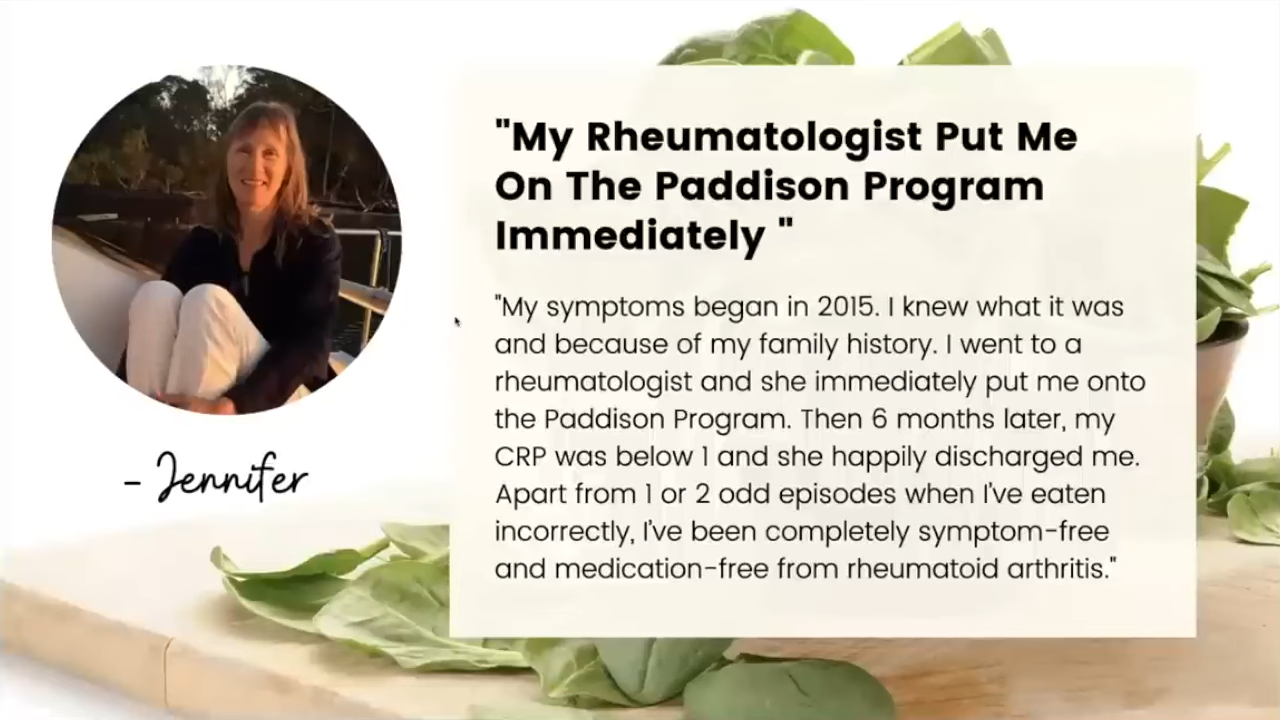 "My Rheumatologist Put Me
On The Paddison Program
Immediately "
"My symptoms began in 2015. I knew what it was
and because of my family history. I went to a
rheumatologist and she immediately put me onto
the Paddison Program. Then 6 months later, my
CRP was below 1 and she happily discharged me.
Apart from 1 or 2 odd episodes when I've eaten
incorrectly, I've been completely symptom-free
and medication-free from rheumatoid arthritis."
- Jennifer